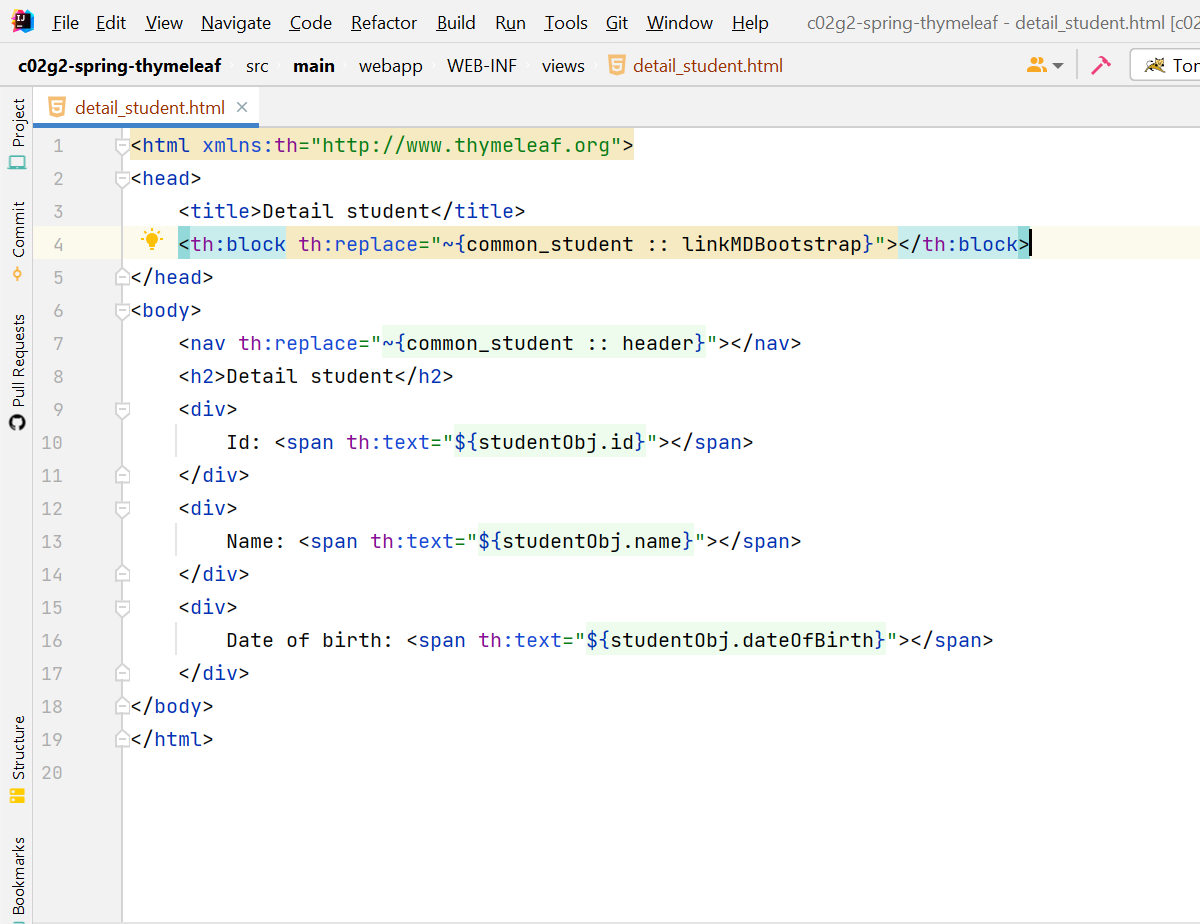 File Edit View Navigate Code Refactor Build Run Tools Git Window Help c02g2-spring-thymeleaf - detail_student.html [c02
c02g2-spring-thymeleaf src main webapp WEB-INF views detail_student.html Tor
detail_student.html
Project
Commit
Pull Requests
Structure
Bookmarks
1 <html xmlns:th="http://www.thymeleaf.org">
2 <head>
3 <title>Detail student</title>
4 <th:block th:replace="~{common_student :: linkMDBootstrap}"></th:block>
5 </head>
6 <body>
7 <nav th:replace="~{common_student :: header}"></nav>
8 <h2>Detail student</h2>
9 <div>
10 Id: <span th:text="${studentObj.id}"></span>
11 </div>
12 <div>
13 Name: <span th:text="${studentObj.name}"></span>
14 </div>
15 <div>
16 Date of birth: <span th:text="${studentObj.dateOfBirth}"></span>
17 </div>
18 </body>
19 </html>
20